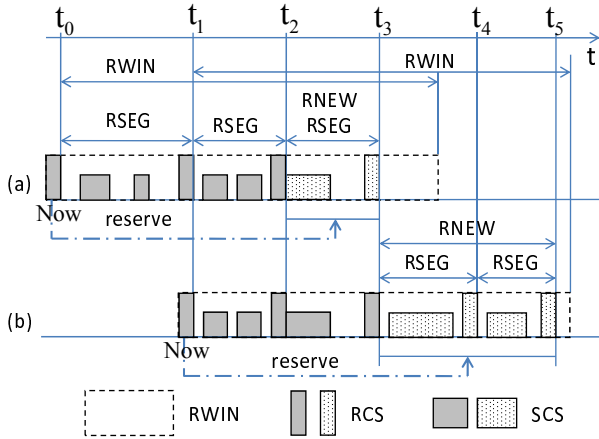 t0 t1 t2 t3 t4 t5
t
RWIN RWIN
RNEW
RSEG RSEG RSEG
(a)
Now reserve
RNEW
RSEG RSEG
(b)
Now reserve
RWIN RCS SCS